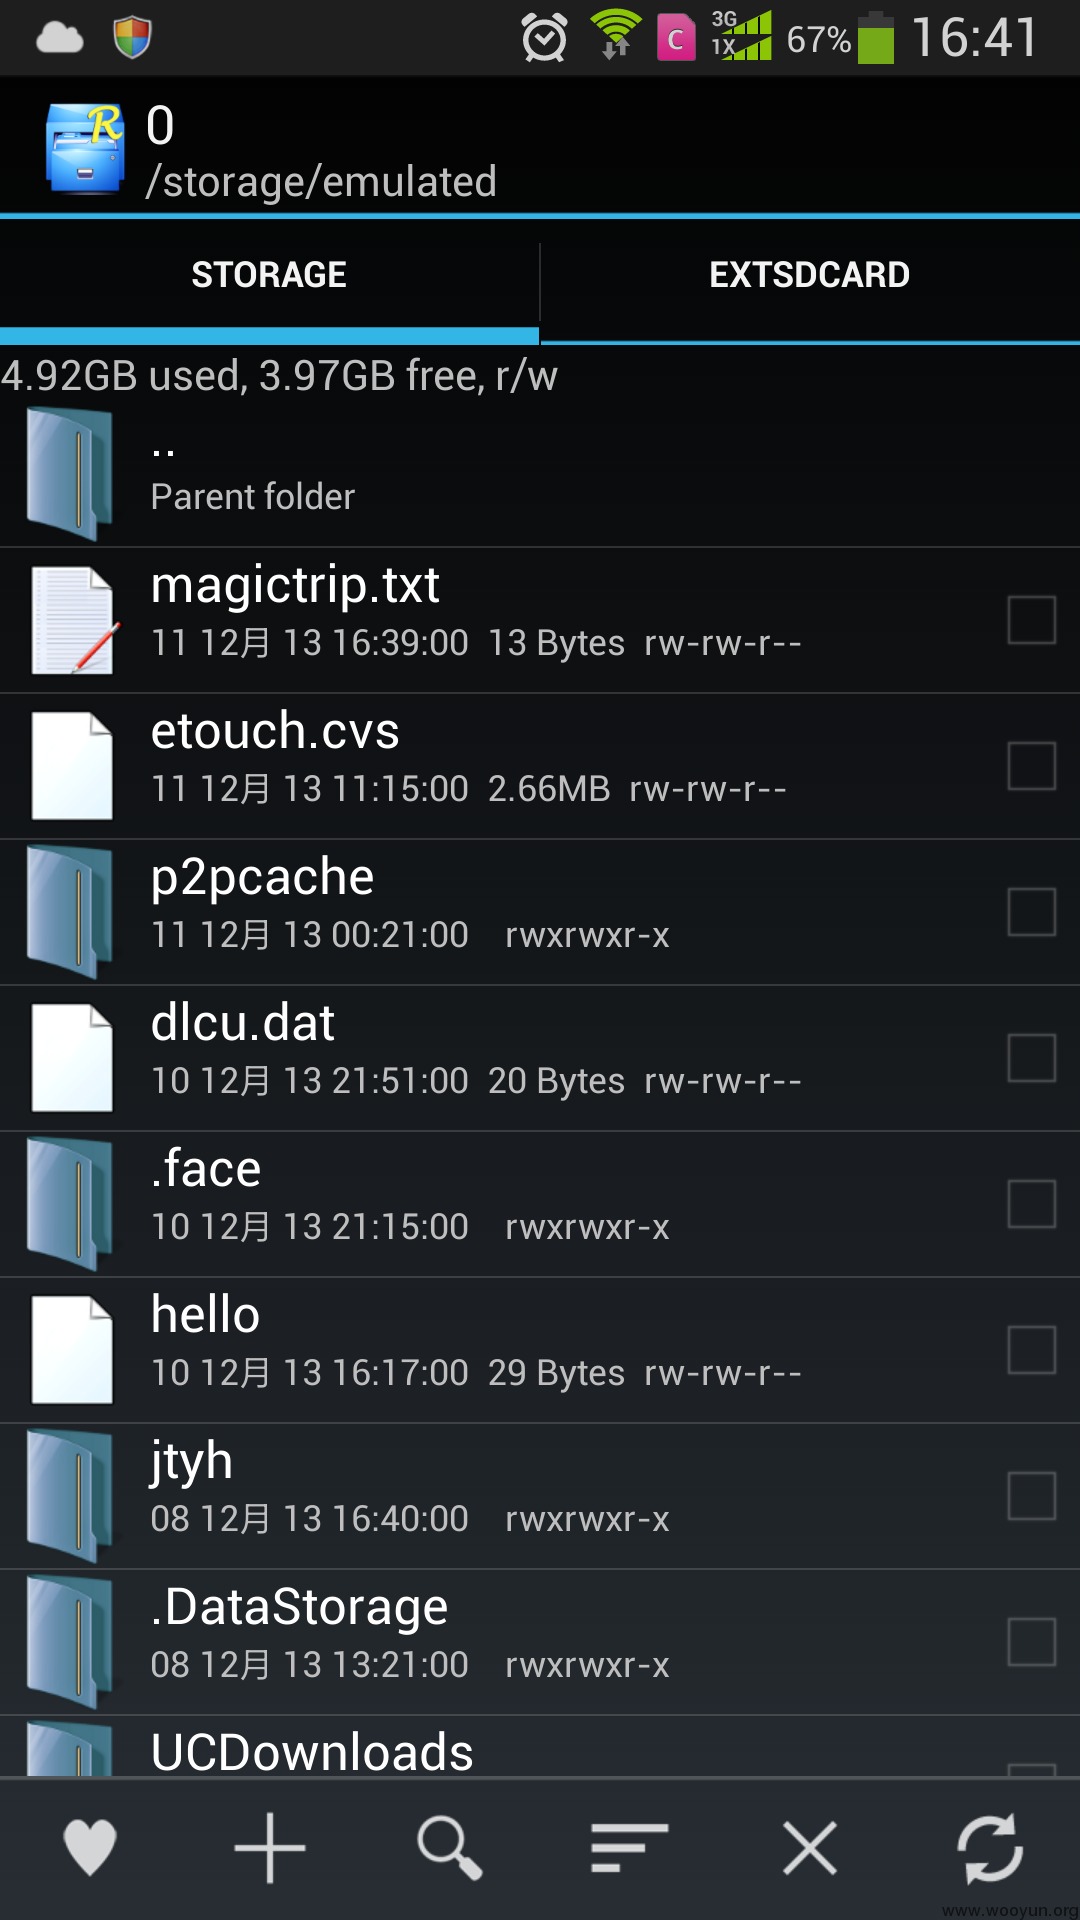 3G
1X
67%
16:41
R
0
/storage/emulated
STORAGE
EXTSDCARD
4.92GB used, 3.97GB free, r/w
..
Parent folder
magictrip.txt
11 12月 13 16:39:00 13 Bytes rw-rw-r--
etouch.cvs
11 12月 13 11:15:00 2.66MB rw-rw-r--
p2pcache
11 12月 13 00:21:00 rwxrwxr-x
dlcu.dat
10 12月 13 21:51:00 20 Bytes rw-rw-r--
.face
10 12月 13 21:15:00 rwxrwxr-x
hello
10 12月 13 16:17:00 29 Bytes rw-rw-r--
jtyh
08 12月 13 16:40:00 rwxrwxr-x
.DataStorage
08 12月 13 13:21:00 rwxrwxr-x
UCDownloads
www.wooyun.org